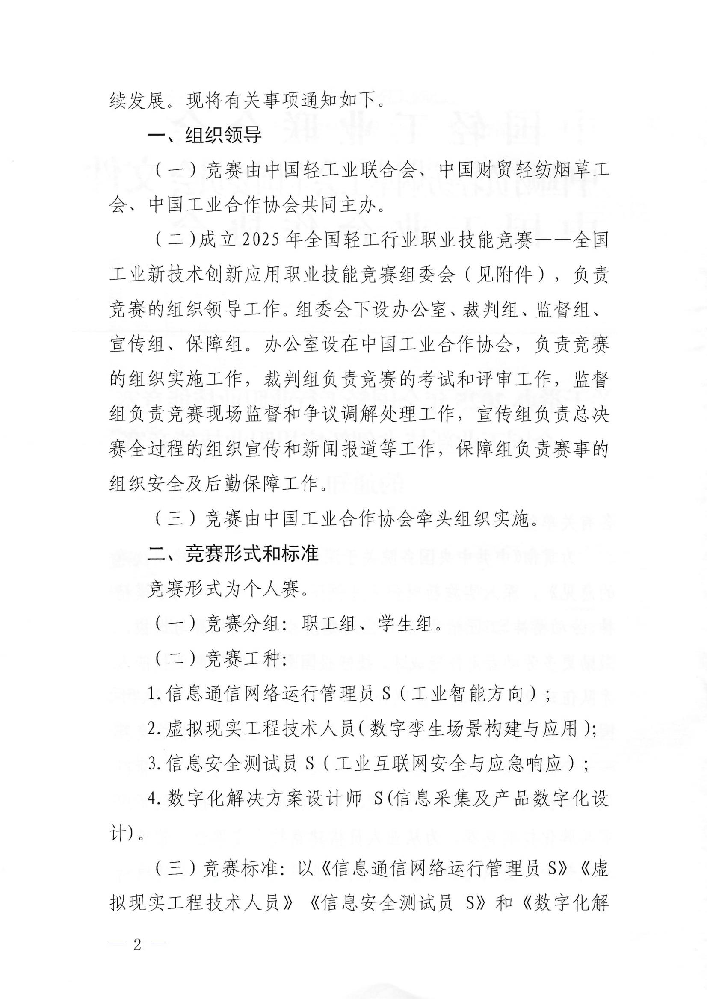 续发展。现将有关事项通知如下。
一、组织领导
（一）竞赛由中国轻工业联合会、中国财贸轻纺烟草工
会、中国工业合作协会共同主办。
（二)成立 2025 年全国轻工行业职业技能竞赛——全国
工业新技术创新应用职业技能竞赛组委会（见附件），负责
竞赛的组织领导工作。组委会下设办公室、裁判组、监督组、
宣传组、保障组。办公室设在中国工业合作协会，负责竞赛
的组织实施工作，裁判组负责竞赛的考试和评审工作，监督
组负责竞赛现场监督和争议调解处理工作，宣传组负责总决
赛全过程的组织宣传和新闻报道等工作，保障组负责赛事的
组织安全及后勤保障工作。
（三）竞赛由中国工业合作协会牵头组织实施。
二、竞赛形式和标准
竞赛形式为个人赛。
（一）竞赛分组：职工组、学生组。
（二）竞赛工种：
1.信息通信网络运行管理员 S（工业智能方向）；
2.虚拟现实工程技术人员(数字孪生场景构建与应用)；
3.信息安全测试员 S（工业互联网安全与应急响应）；
4.数字化解决方案设计师 S(信息采集及产品数字化设
计)。
（三）竞赛标准：以《信息通信网络运行管理员 S》《虚
拟现实工程技术人员》《信息安全测试员 S》和《数字化解
— 2 —